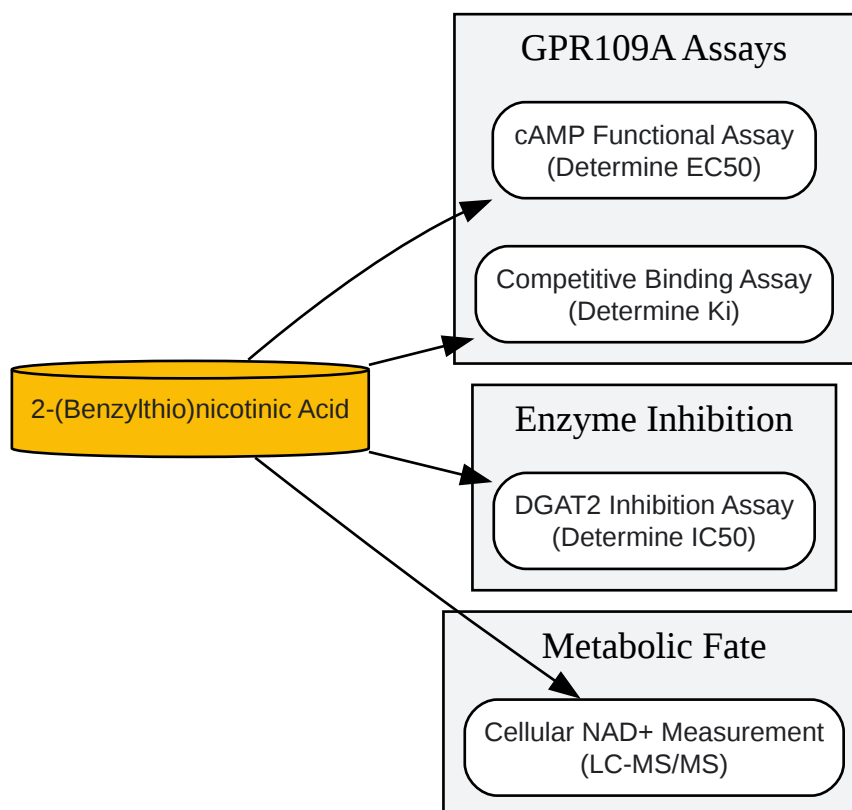 GPR109A Assays
cAMP Functional Assay
(Determine EC50)
Competitive Binding Assay
(Determine Ki)
2-(Benzylthio)nicotinic Acid
Enzyme Inhibition
DGAT2 Inhibition Assay
(Determine IC50)
Metabolic Fate
Cellular NAD+ Measurement
(LC-MS/MS)